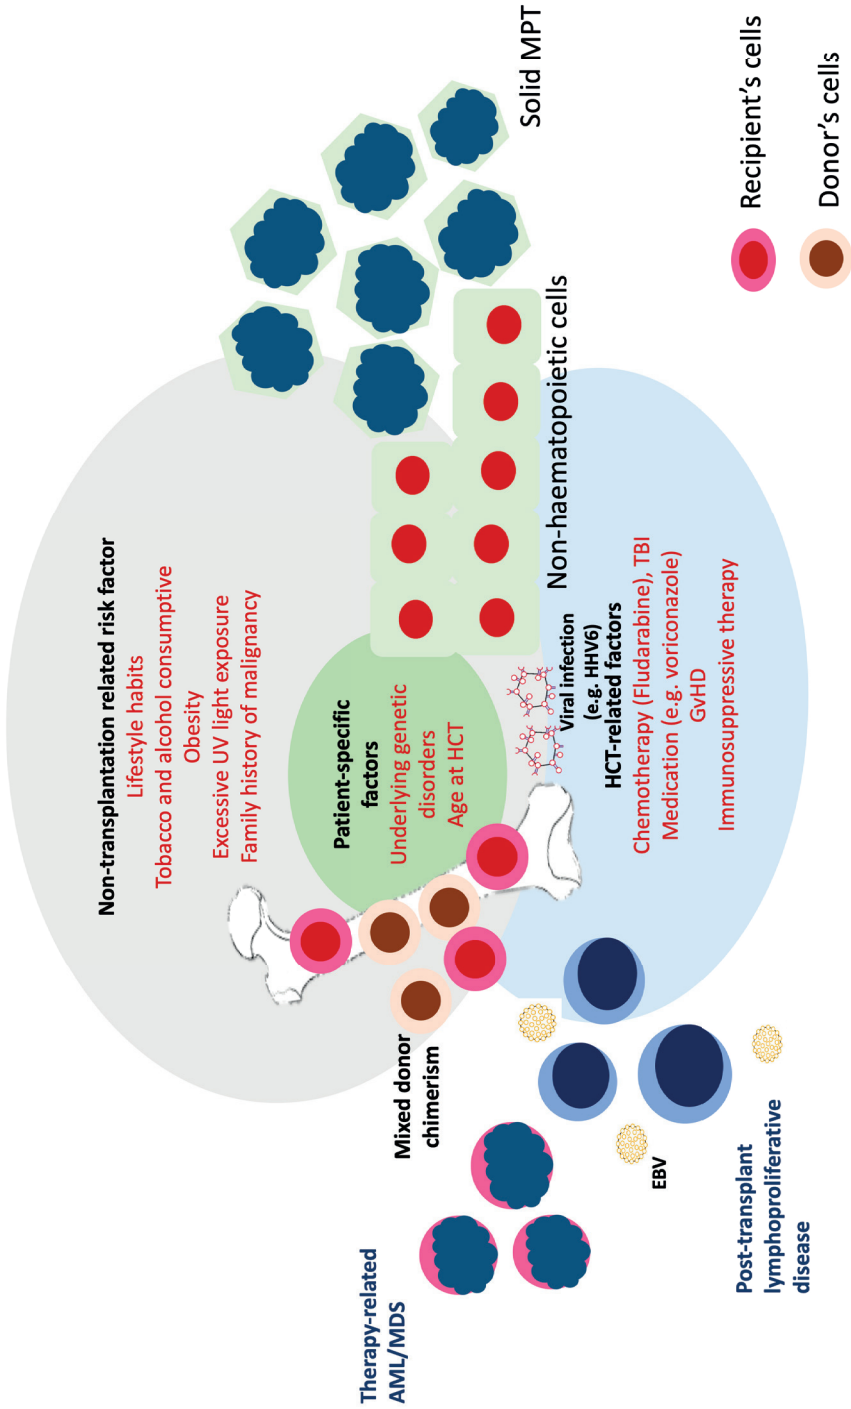 Non-transplantation related risk factor
Lifestyle habits
Tobacco and alcohol consumptive
Obesity
Excessive UV light exposure
Family history of malignancy
Patient-specific
factors
Underlying genetic
disorders
Age at HCT
Mixed donor
chimerism
Therapy-related
AML/MDS
EBV
Post-transplant
lymphoproliferative
disease
Viral infection
(e.g. HHV6)
HCT-related factors
Chemotherapy (Fludarabine), TBI
Medication (e.g. voriconazole)
GvHD
Immunosuppressive therapy
Non-haematopoietic cells
Solid MPT
Recipient's cells
Donor's cells